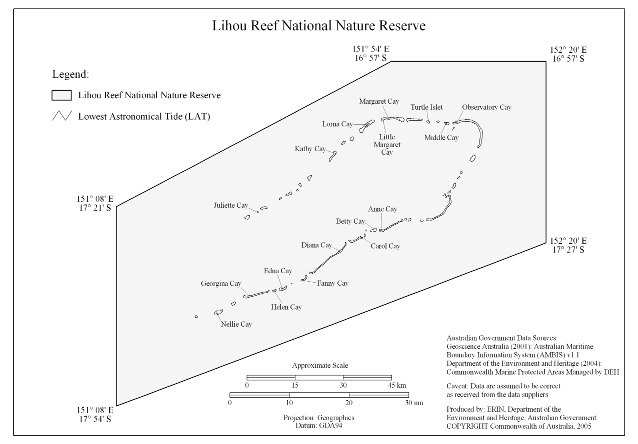 Lihou Reef National Nature Reserve
151° 54' E
16° 57' S
152° 20' E
16° 57' S
Legend:
Lihou Reef National Nature Reserve
Lowest Astronomical Tide (LAT)
Margaret Cay
Turtle Islet
Observatory Cay
Loma Cay
Little
Margaret
Cay
Middle Cay
Kathy Cay
Juliette Cay
151° 08' E
17° 21' S
Anne Cay
Betty Cay
Diana Cay
Carol Cay
152° 20' E
17° 27' S
Edna Cay
Georgina Cay
Fanny Cay
Helen Cay
Nellie Cay
151° 08' E
17° 54' S
Approximate Scale
0 15 30 45 km
0 10 20 30 nm
Projection: Geographics
Datum: GDA94
Australian Government Data Sources:
Geoscience Australia (2001): Australian Maritime
Boundary Information System (AMBIS) v1.1
Department of the Environment and Heritage (2004):
Commonwealth Marine Protected Areas Managed by DEH
Caveat: Data are assumed to be correct
as received from the data suppliers
Produced by: ERIN, Department of the
Environment and Heritage, Australian Government.
COPYRIGHT Commonwealth of Australia, 2005